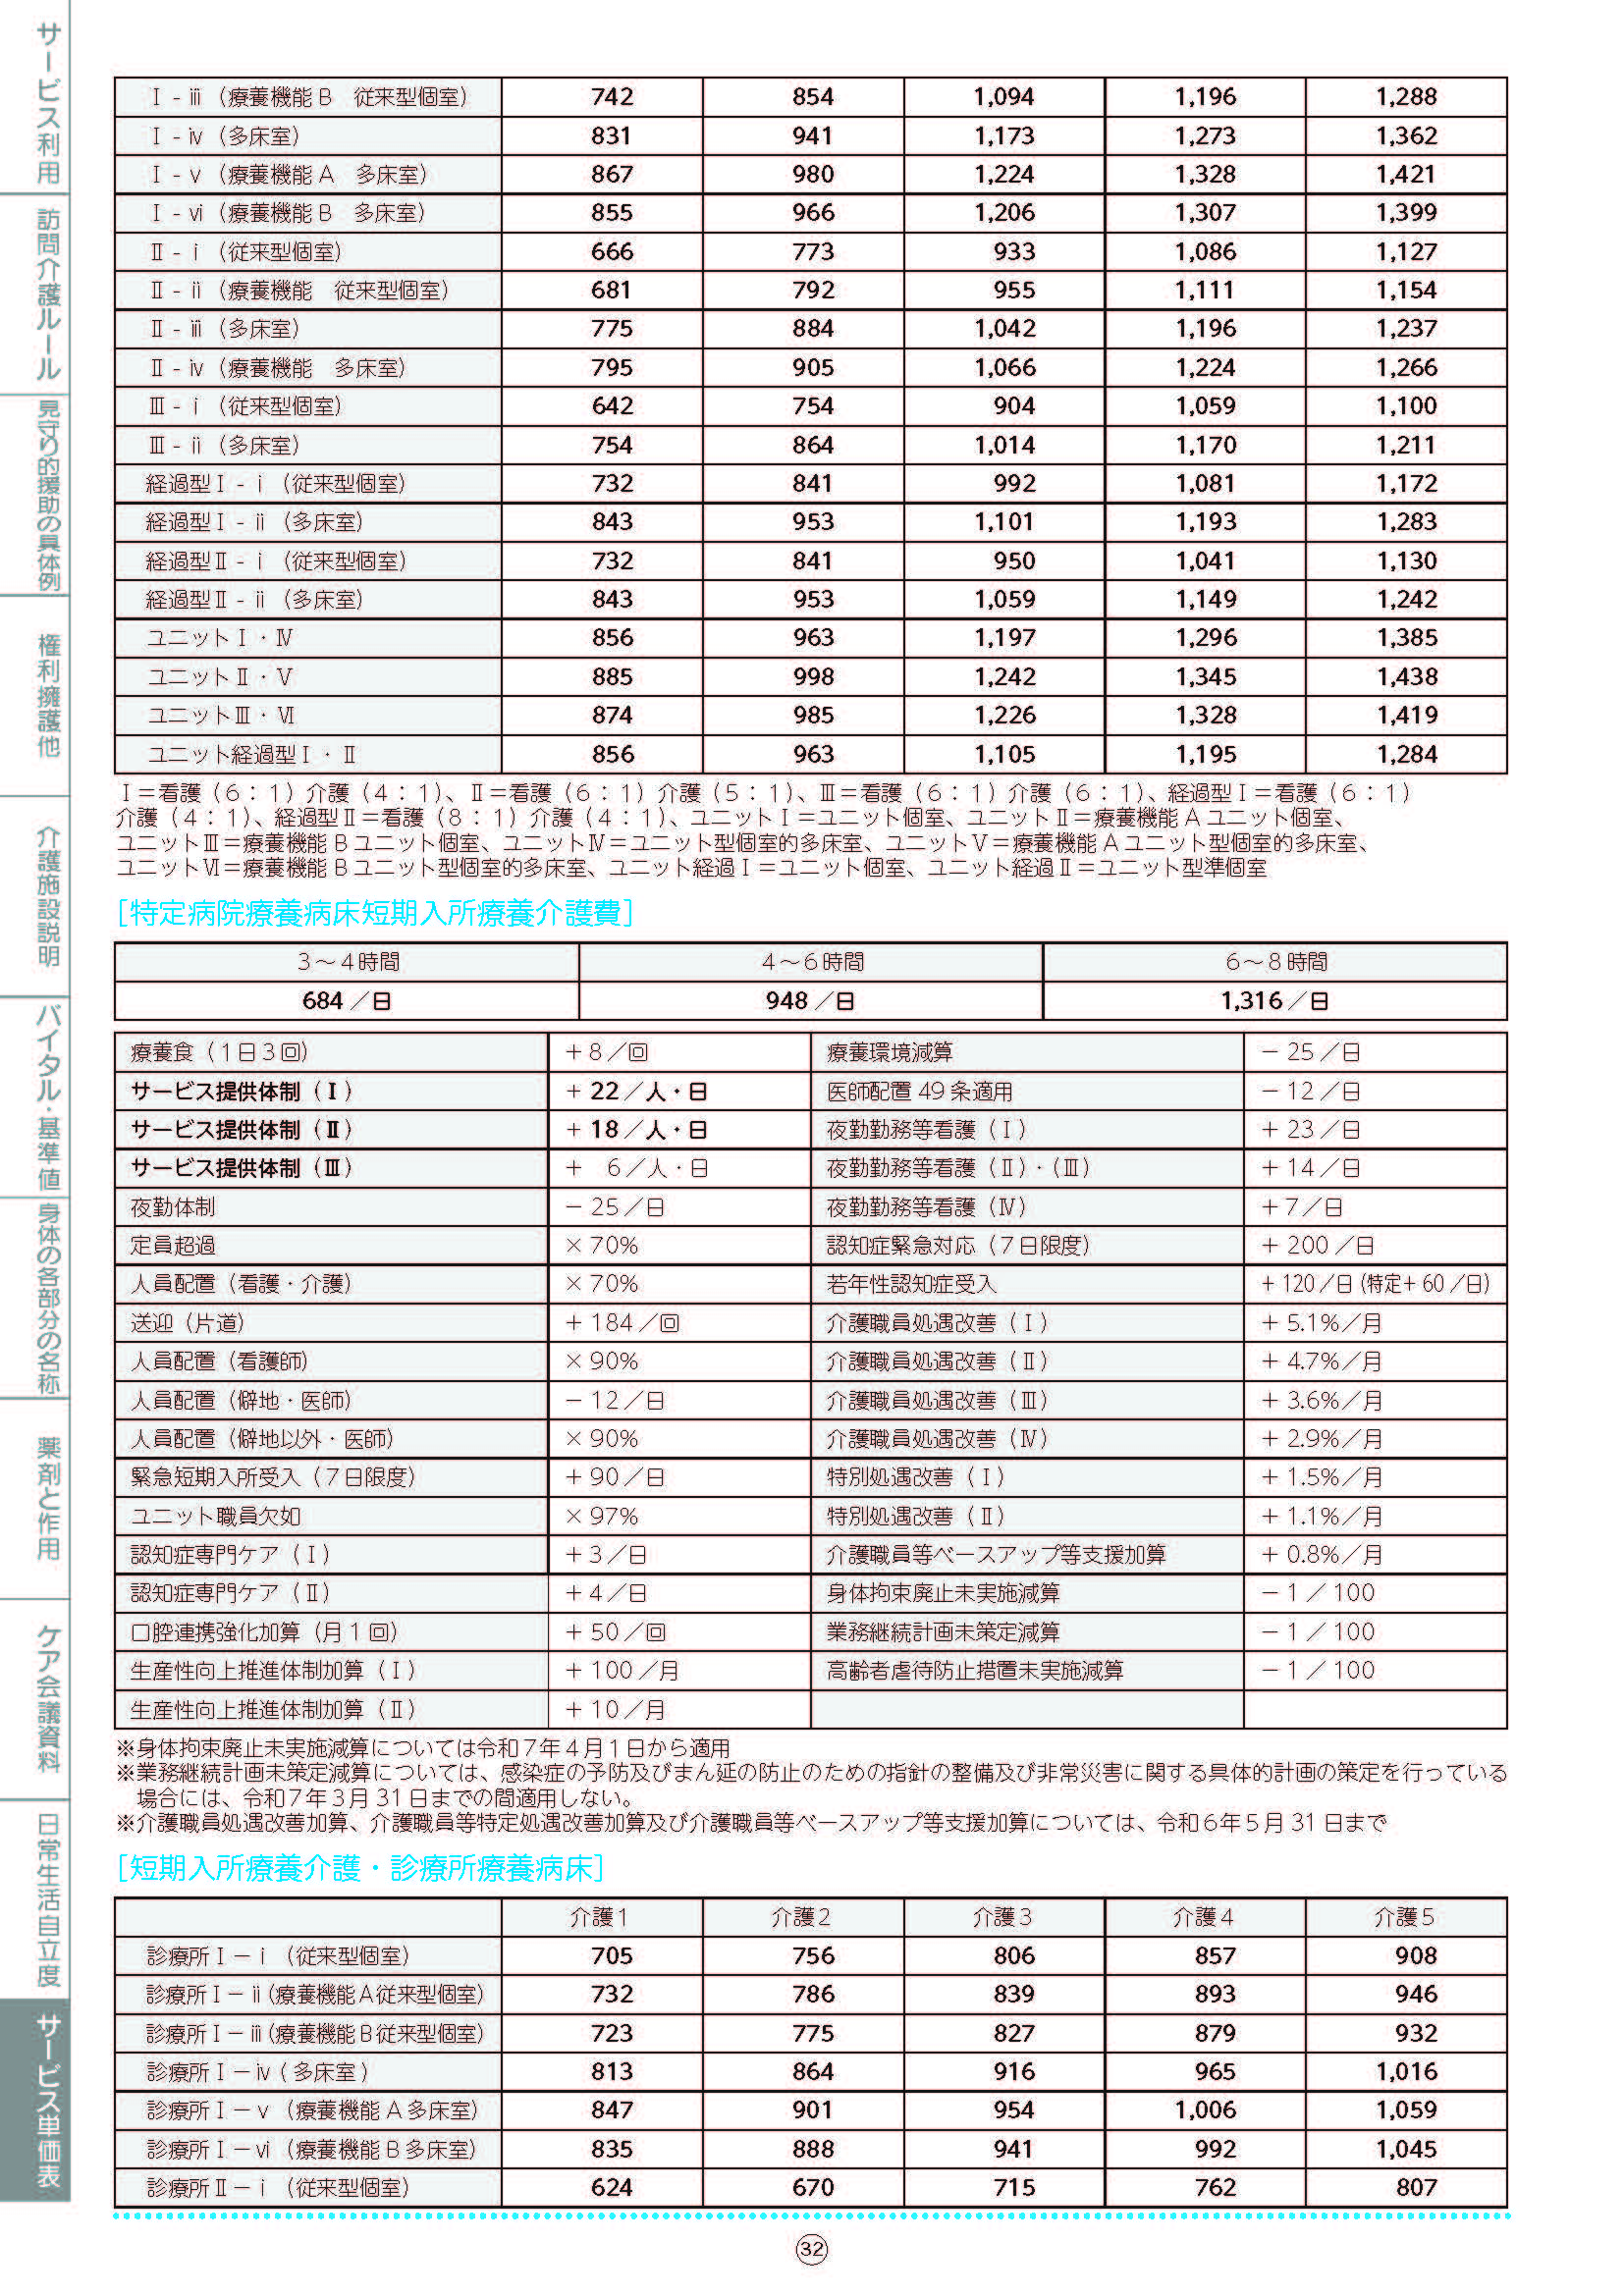 サービス利用
訪問介護ルール
見守り的援助の具体例
権利擁護他
介護施設説明
バイタル・基準値
身体の各部分の名称
薬剤と作用
ケア会議資料
日常生活自立度
サービス単価表
Ⅰ-ⅲ（療養機能B　従来型個室） 742 854 1,094 1,196 1,288
Ⅰ-ⅳ（多床室） 831 941 1,173 1,273 1,362
Ⅰ-ⅴ（療養機能A　多床室） 867 980 1,224 1,328 1,421
Ⅰ-ⅵ（療養機能B　多床室） 855 966 1,206 1,307 1,399
Ⅱ-ⅰ（従来型個室） 666 773 933 1,086 1,127
Ⅱ-ⅱ（療養機能　従来型個室） 681 792 955 1,111 1,154
Ⅱ-ⅲ（多床室） 775 884 1,042 1,196 1,237
Ⅱ-ⅳ（療養機能　多床室） 795 905 1,066 1,224 1,266
Ⅲ-ⅰ（従来型個室） 642 754 904 1,059 1,100
Ⅲ-ⅱ（多床室） 754 864 1,014 1,170 1,211
経過型Ⅰ-ⅰ（従来型個室） 732 841 992 1,081 1,172
経過型Ⅰ-ⅱ（多床室） 843 953 1,101 1,193 1,283
経過型Ⅱ-ⅰ（従来型個室） 732 841 950 1,041 1,130
経過型Ⅱ-ⅱ（多床室） 843 953 1,059 1,149 1,242
ユニットⅠ・Ⅳ 856 963 1,197 1,296 1,385
ユニットⅡ・Ⅴ 885 998 1,242 1,345 1,438
ユニットⅢ・Ⅵ 874 985 1,226 1,328 1,419
ユニット経過型Ⅰ・Ⅱ 856 963 1,105 1,195 1,284
Ⅰ＝看護（6：1）介護（4：1）、Ⅱ＝看護（6：1）介護（5：1）、Ⅲ＝看護（6：1）介護（6：1）、経過型Ⅰ＝看護（6：1）
介護（4：1）、経過型Ⅱ＝看護（8：1）介護（4：1）、ユニットⅠ＝ユニット個室、ユニットⅡ＝療養機能Aユニット個室、
ユニットⅢ＝療養機能Bユニット個室、ユニットⅣ＝ユニット型個室的多床室、ユニットⅤ＝療養機能Aユニット型個室的多床室、
ユニットⅥ＝療養機能Bユニット型個室的多床室、ユニット経過Ⅰ＝ユニット個室、ユニット経過Ⅱ＝ユニット型準個室
［特定病院療養病床短期入所療養介護費］
3～4時間 4～6時間 6～8時間
684／日 948／日 1,316／日
療養食（1日3回） ＋8／回 療養環境減算 －25／日
サービス提供体制（Ⅰ） ＋22／人・日 医師配置49条適用 －12／日
サービス提供体制（Ⅱ） ＋18／人・日 夜勤勤務等看護（Ⅰ） ＋23／日
サービス提供体制（Ⅲ） ＋　6／人・日 夜勤勤務等看護（Ⅱ）・（Ⅲ） ＋14／日
夜勤体制 －25／日 夜勤勤務等看護（Ⅳ） ＋7／日
定員超過 ×70% 認知症緊急対応（7日限度） ＋200／日
人員配置（看護・介護） ×70% 若年性認知症受入 ＋120／日（特定＋60／日）
送迎（片道） ＋184／回 介護職員処遇改善（Ⅰ） ＋5.1%／月
人員配置（看護師） ×90% 介護職員処遇改善（Ⅱ） ＋4.7%／月
人員配置（僻地・医師） －12／日 介護職員処遇改善（Ⅲ） ＋3.6%／月
人員配置（僻地以外・医師） ×90% 介護職員処遇改善（Ⅳ） ＋2.9%／月
緊急短期入所受入（7日限度） ＋90／日 特別処遇改善（Ⅰ） ＋1.5%／月
ユニット職員欠如 ×97% 特別処遇改善（Ⅱ） ＋1.1%／月
認知症専門ケア（Ⅰ） ＋3／日 介護職員等ベースアップ等支援加算 ＋0.8%／月
認知症専門ケア（Ⅱ） ＋4／日 身体拘束廃止未実施減算 －1／100
口腔連携強化加算（月1回） ＋50／回 業務継続計画未策定減算 －1／100
生産性向上推進体制加算（Ⅰ） ＋100／月 高齢者虐待防止措置未実施減算 －1／100
生産性向上推進体制加算（Ⅱ） ＋10／月
※身体拘束廃止未実施減算については令和7年4月1日から適用
※業務継続計画未策定減算については、感染症の予防及びまん延の防止のための指針の整備及び非常災害に関する具体的計画の策定を行っている
場合には、令和7年3月31日までの間適用しない。
※介護職員処遇改善加算、介護職員等特定処遇改善加算及び介護職員等ベースアップ等支援加算については、令和6年5月31日まで
［短期入所療養介護・診療所療養病床］
介護1 介護2 介護3 介護4 介護5
診療所Ⅰ－ⅰ（従来型個室） 705 756 806 857 908
診療所Ⅰ－ⅱ（療養機能A従来型個室） 732 786 839 893 946
診療所Ⅰ－ⅲ（療養機能B従来型個室） 723 775 827 879 932
診療所Ⅰ－ⅳ（多床室） 813 864 916 965 1,016
診療所Ⅰ－ⅴ（療養機能A多床室） 847 901 954 1,006 1,059
診療所Ⅰ－ⅵ（療養機能B多床室） 835 888 941 992 1,045
診療所Ⅱ－ⅰ（従来型個室） 624 670 715 762 807
32